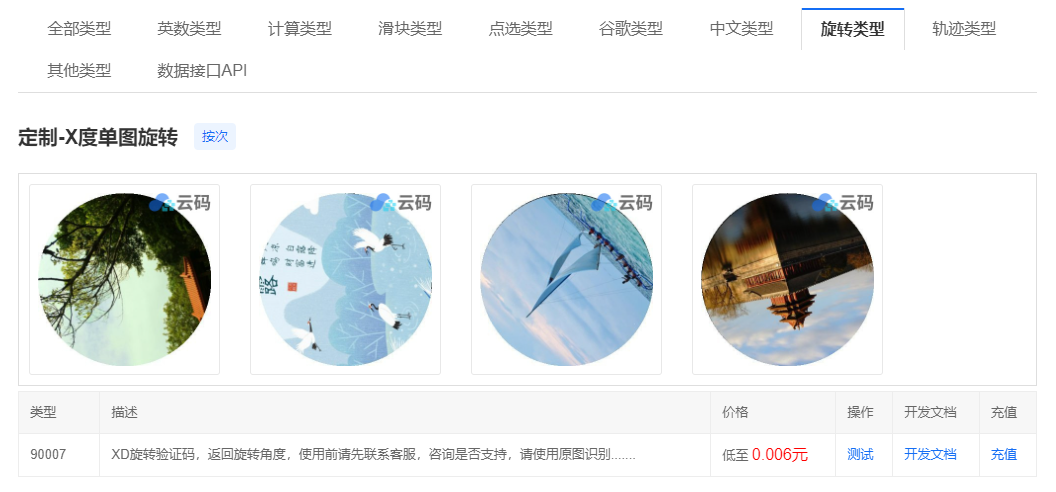 全部类型 英数类型 计算类型 滑块类型 点选类型 谷歌类型 中文类型 旋转类型 轨迹类型
其他类型 数据接口API
定制-X度单图旋转 按次
云码 云码 云码 云码
类型 描述 价格 操作 开发文档 充值
90007 XD旋转验证码，返回旋转角度，使用前请先联系客服，咨询是否支持，请使用原图识别...... 低至 0.006元 测试 开发文档 充值